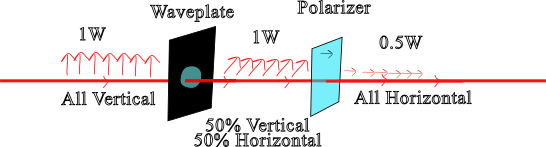 Waveplate
Polarizer
1W
1W
0.5W
All Vertical
All Horizontal
50% Vertical
50% Horizontal